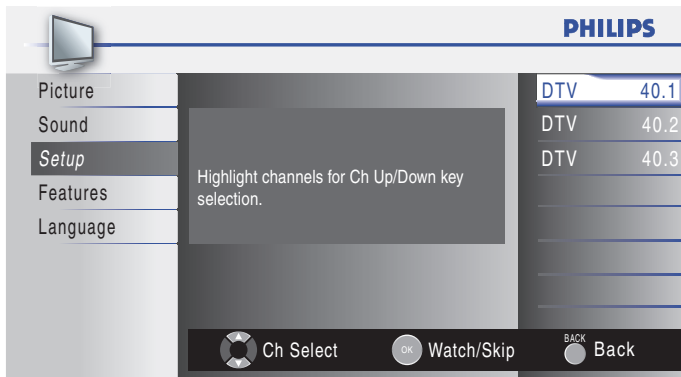 PHILIPS
Picture
Sound
Setup
Features
Language
Highlight channels for Ch Up/Down key
selection.
DTV 40.1
DTV 40.2
DTV 40.3
Ch Select
OK Watch/Skip
BACK Back